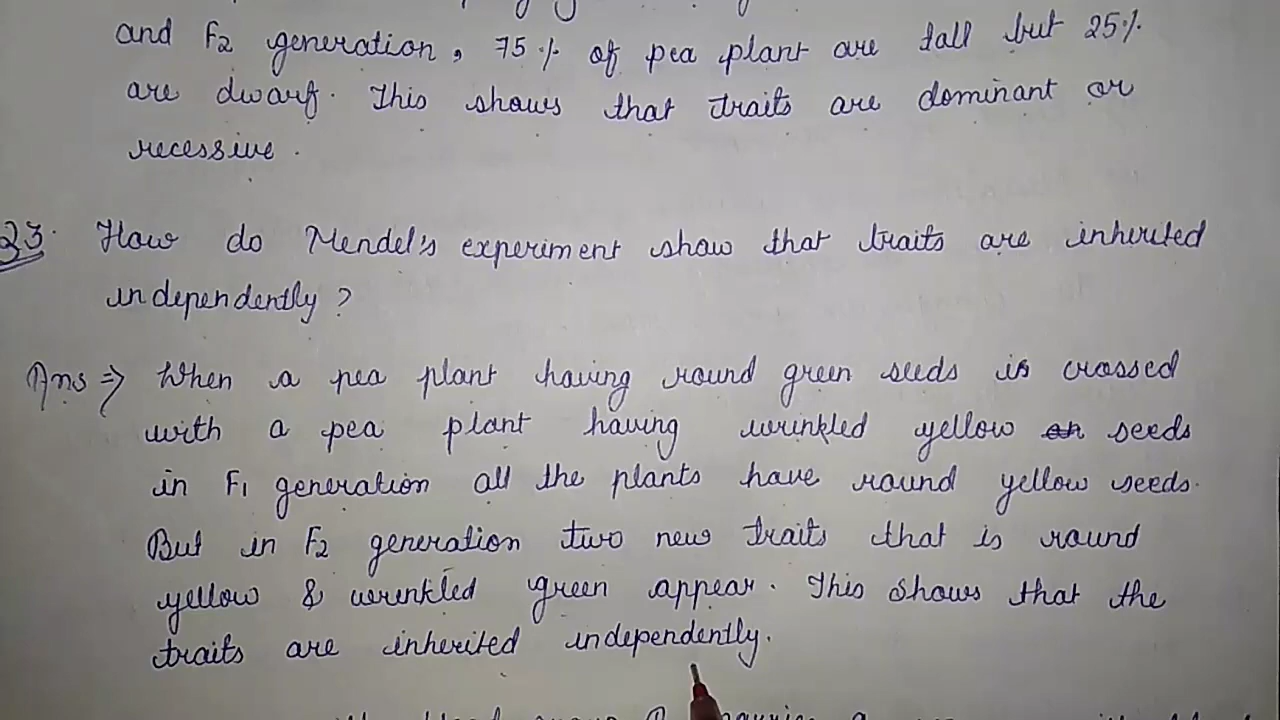 and F2 generation, 75% of pea plant are tall but 25%
are dwarf. This shows that traits are dominant or
recessive.
23. How do Mendel's experiment show that traits are inherited
independently?
Ans ⇒ When a pea plant having round green seeds is crossed
with a pea plant having wrinkled yellow seeds
in F1 generation all the plants have round yellow seeds.
But in F2 generation two new traits that is round
yellow & wrinkled green appear. This shows that the
traits are inherited independently.